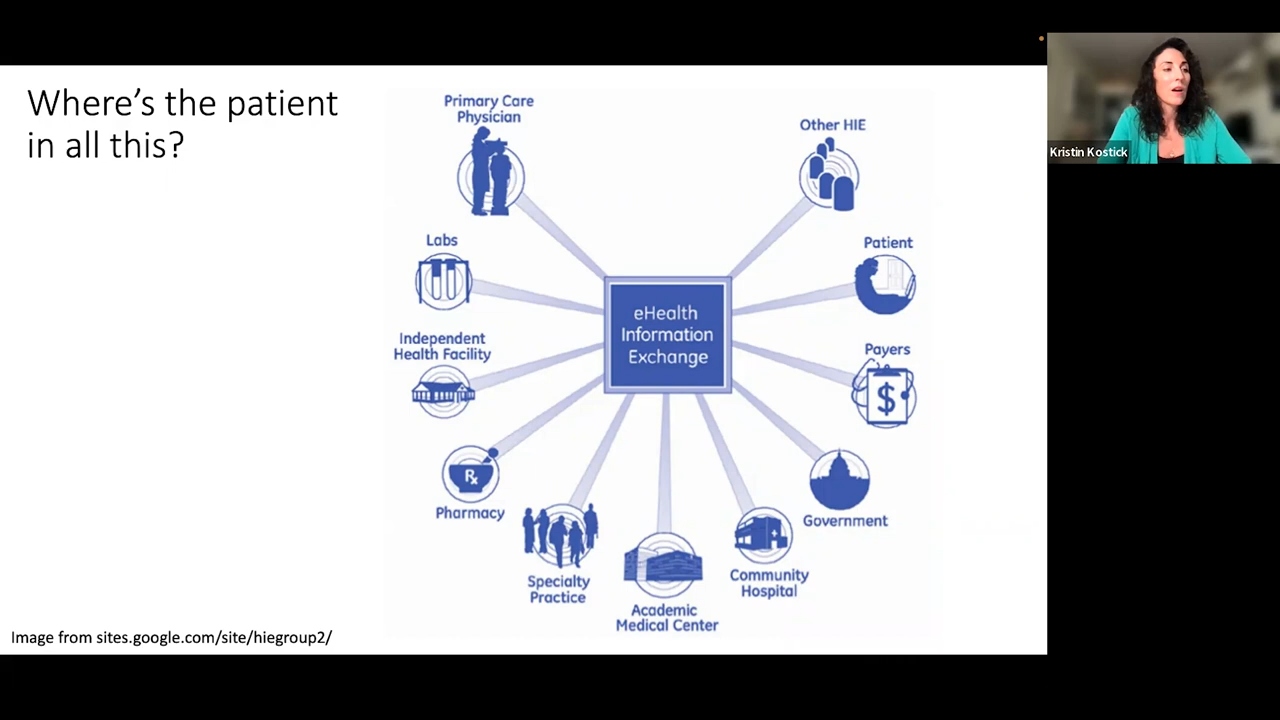 Where's the patient
in all this?
Primary Care
Physician
Other HIE
Labs
Patient
Independent
Health Facility
Payers
$
eHealth
Information
Exchange
Rx
Pharmacy
Government
Specialty
Practice
Community
Hospital
Academic
Medical Center
Image from sites.google.com/site/hiegroup2/
Kristin Kostick